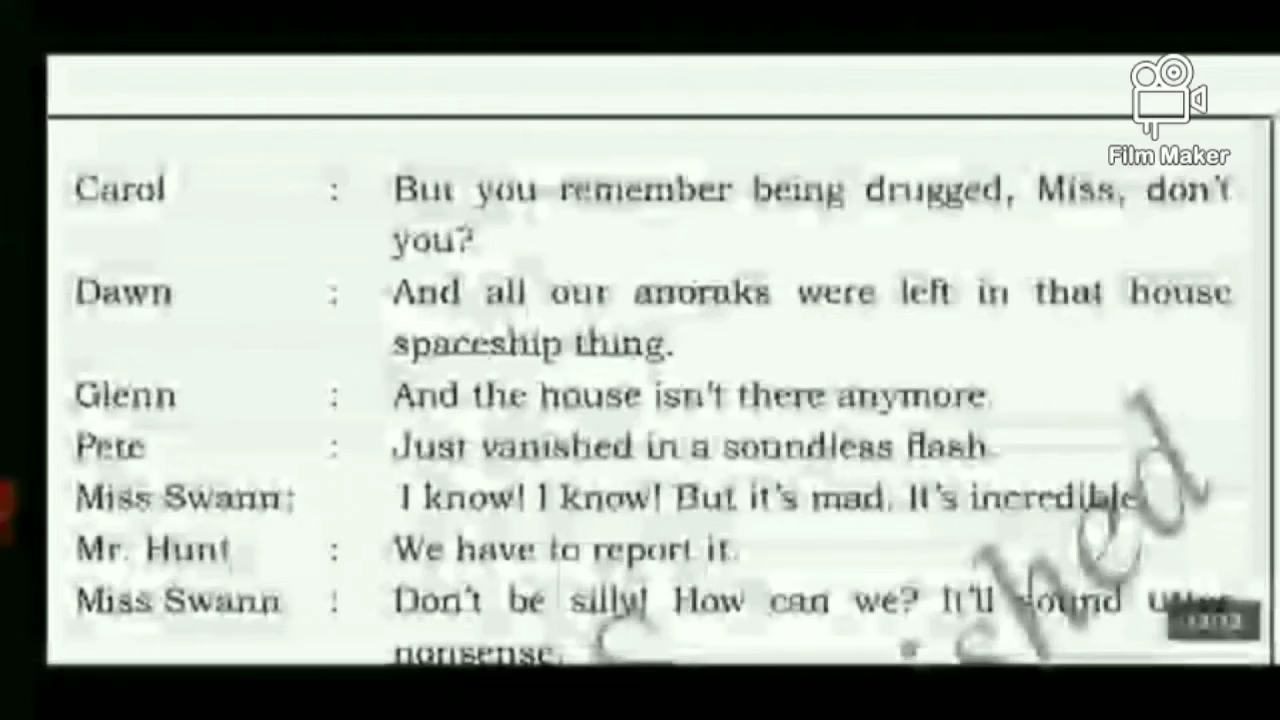 Film Maker
Carol : But you remember being drugged, Miss, don't
you?
Dawn : And all our anoraks were left in that house
spaceship thing.
Glenn : And the house isn't there anymore.
Pete : Just vanished in a soundless flash.
Miss Swann: I know! I know! But it's mad. It's incredible
Mr. Hunt : We have to report it.
Miss Swann : Don't be silly! How can we? It'll sound utter
nonsense.
shed